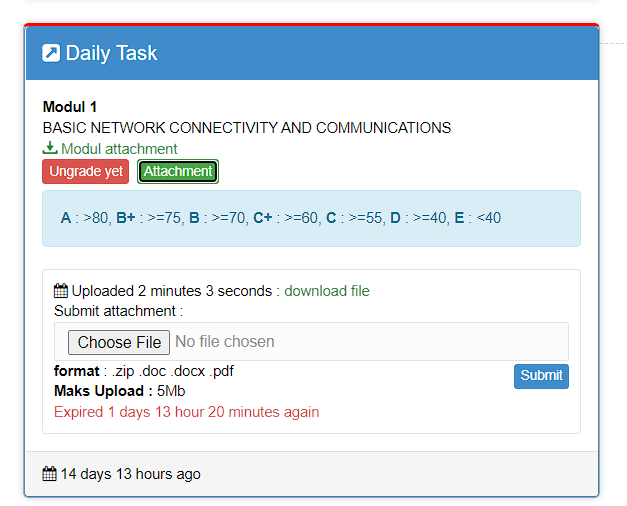 Daily Task
Modul 1
BASIC NETWORK CONNECTIVITY AND COMMUNICATIONS
Modul attachment
Ungrade yet Attachment
A : >80, B+ : >=75, B : >=70, C+ : >=60, C : >=55, D : >=40, E : <40
Uploaded 2 minutes 3 seconds : download file
Submit attachment :
Choose File No file chosen
format : .zip .doc .docx .pdf
Submit
Maks Upload : 5Mb
Expired 1 days 13 hour 20 minutes again
14 days 13 hours ago